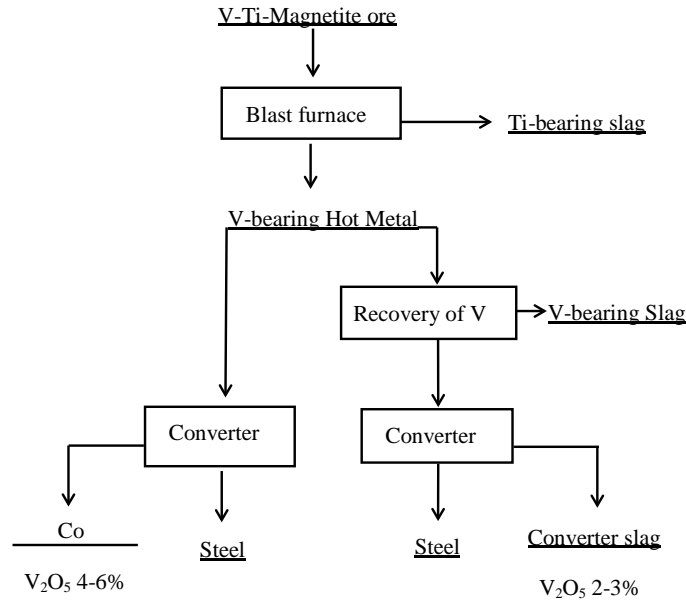 V-Ti-Magnetite ore
Blast furnace
Ti-bearing slag
V-bearing Hot Metal
Recovery of V
V-bearing Slag
Converter
Converter
Co
Steel
Steel
Converter slag
V₂O₅ 4-6%
V₂O₅ 2-3%